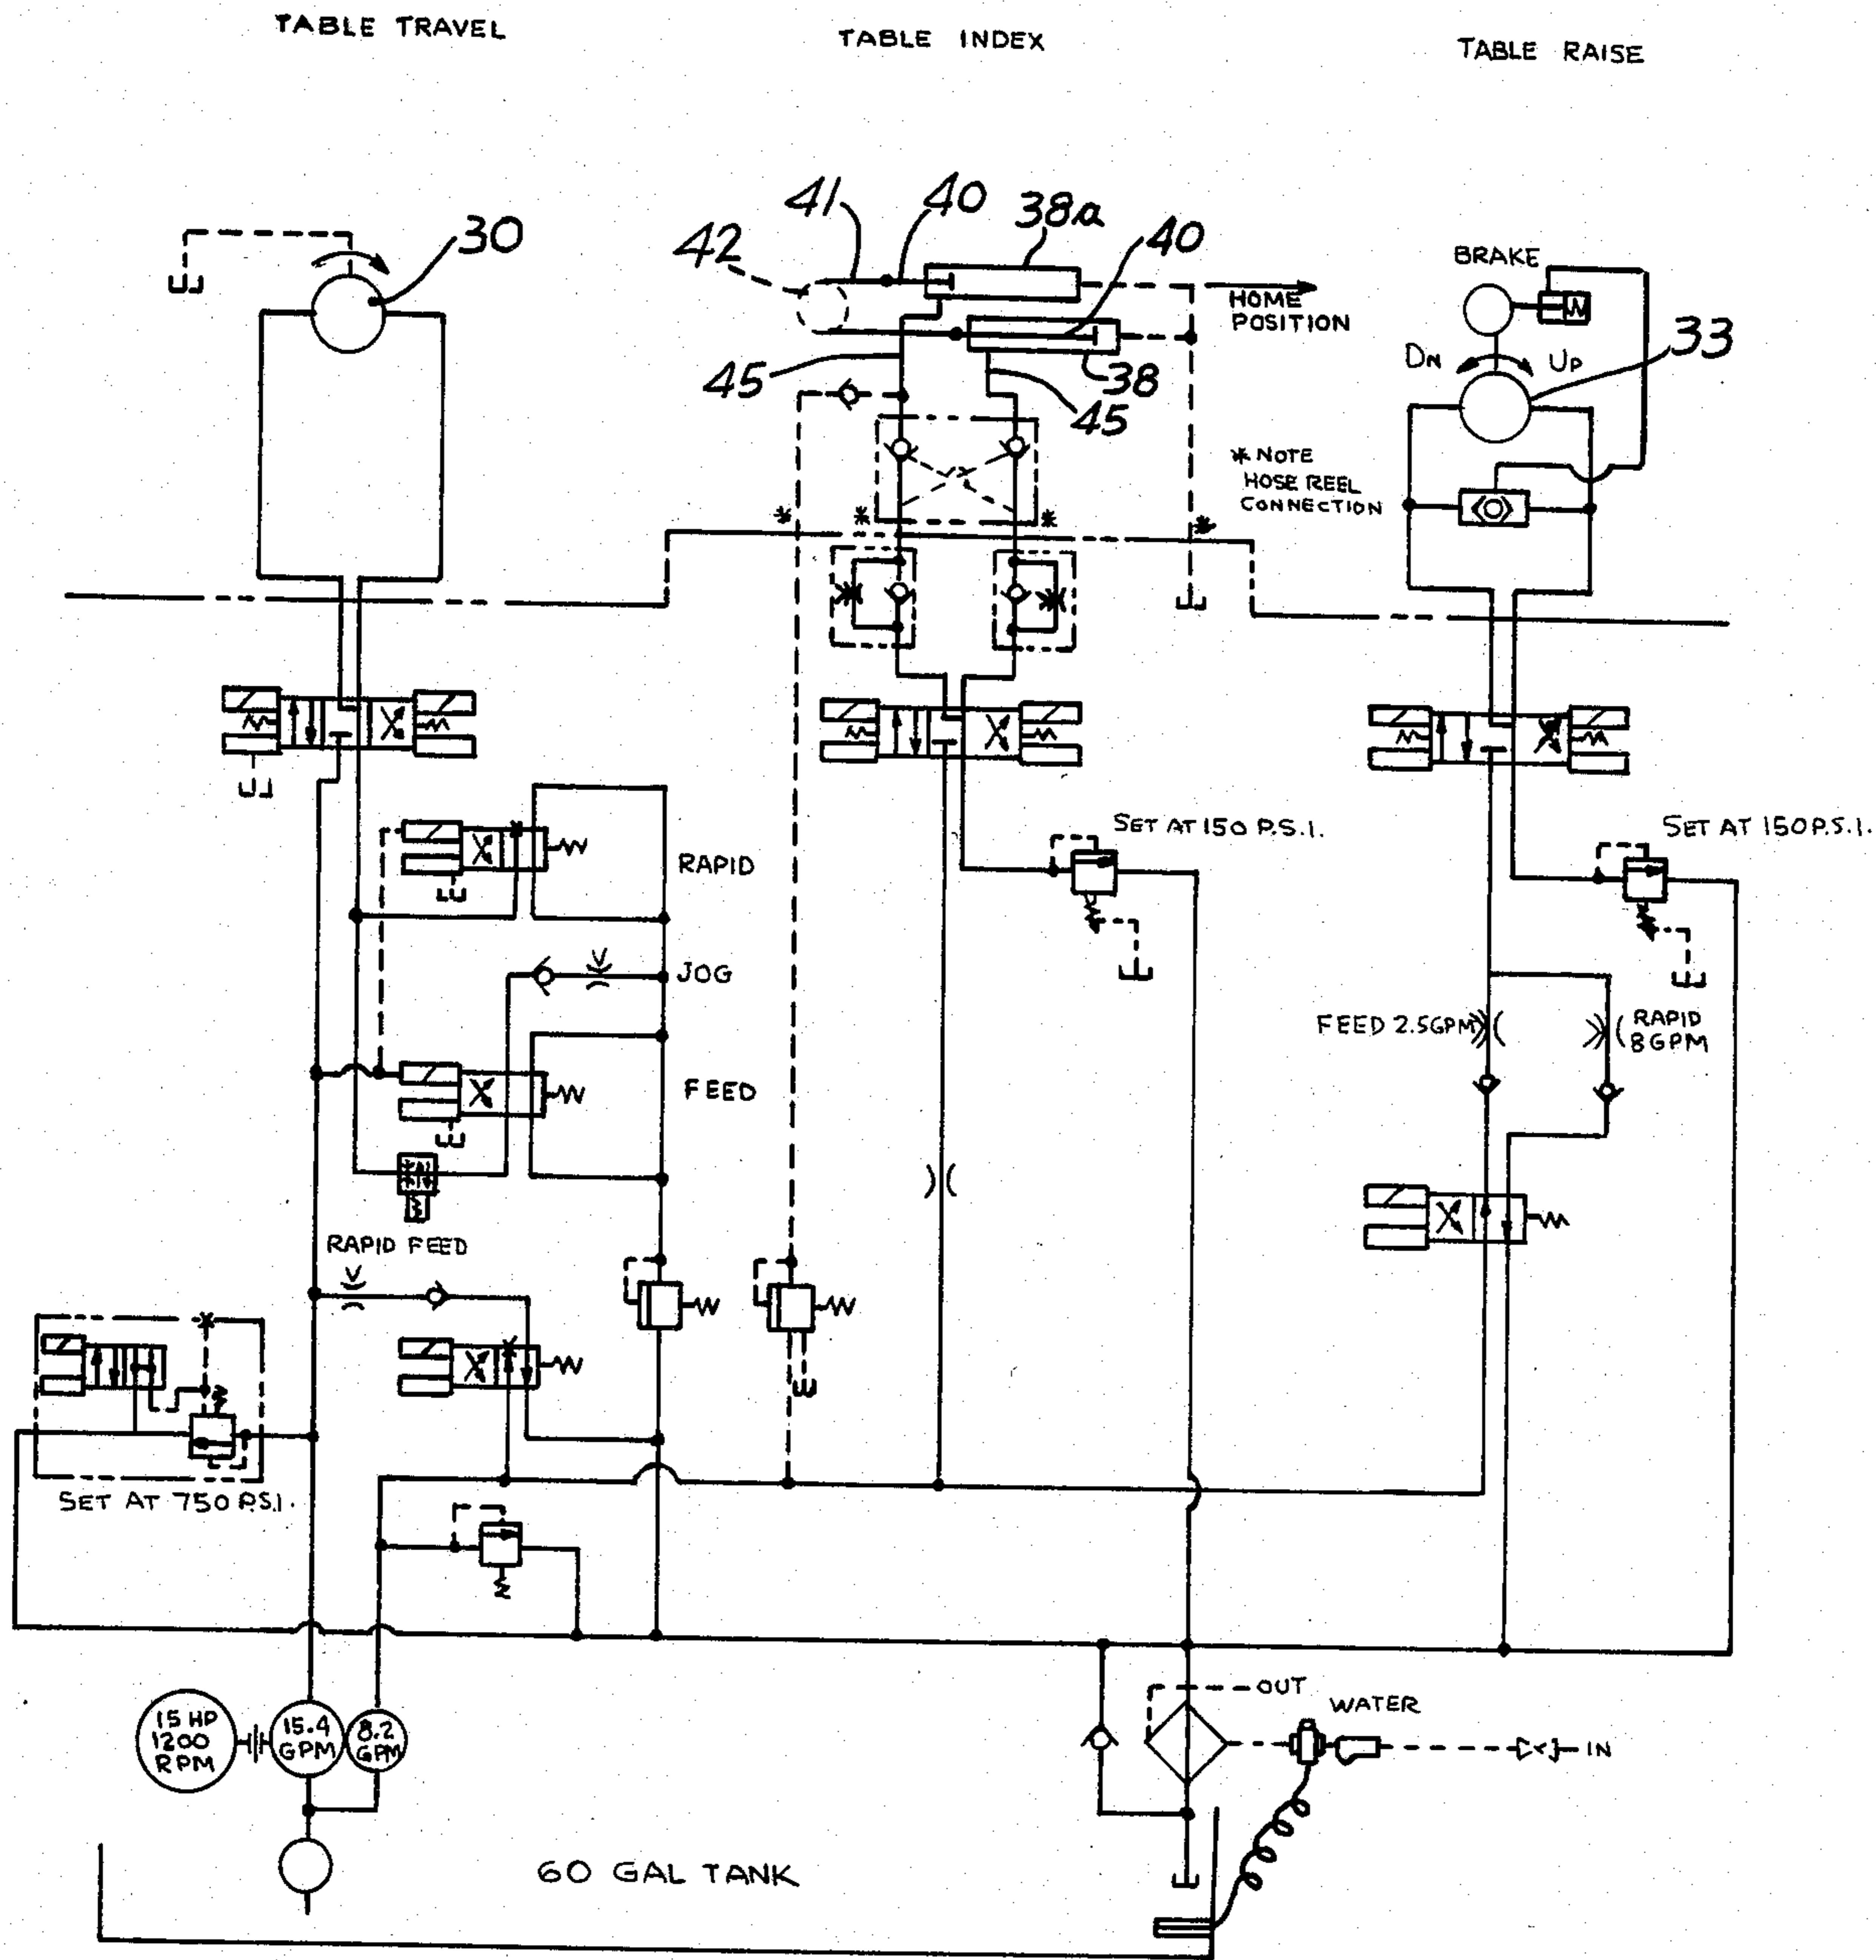 TABLE TRAVEL
TABLE INDEX
TABLE RAISE
30
41
40
38a
42
40
HOME
POSITION
BRAKE
33
DN
UP
45
38
45
* NOTE
HOSE REEL
CONNECTION
*
*
*
*
SET AT 150 P.S.I.
SET AT 150 P.S.I.
RAPID
JOG
FEED 2.5GPM
RAPID
8GPM
FEED
RAPID FEED
SET AT 750 P.S.I.
15 HP
1200
RPM
15.4
GPM
8.2
GPM
OUT
WATER
IN
60 GAL TANK